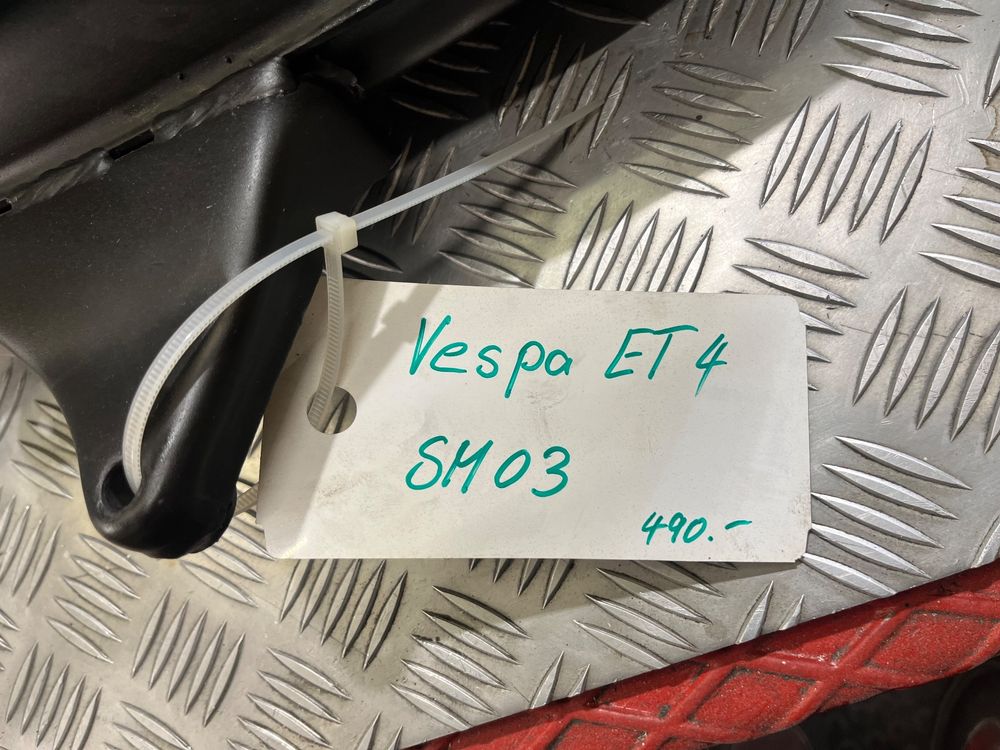 Vespa ET4
SM03
490.-